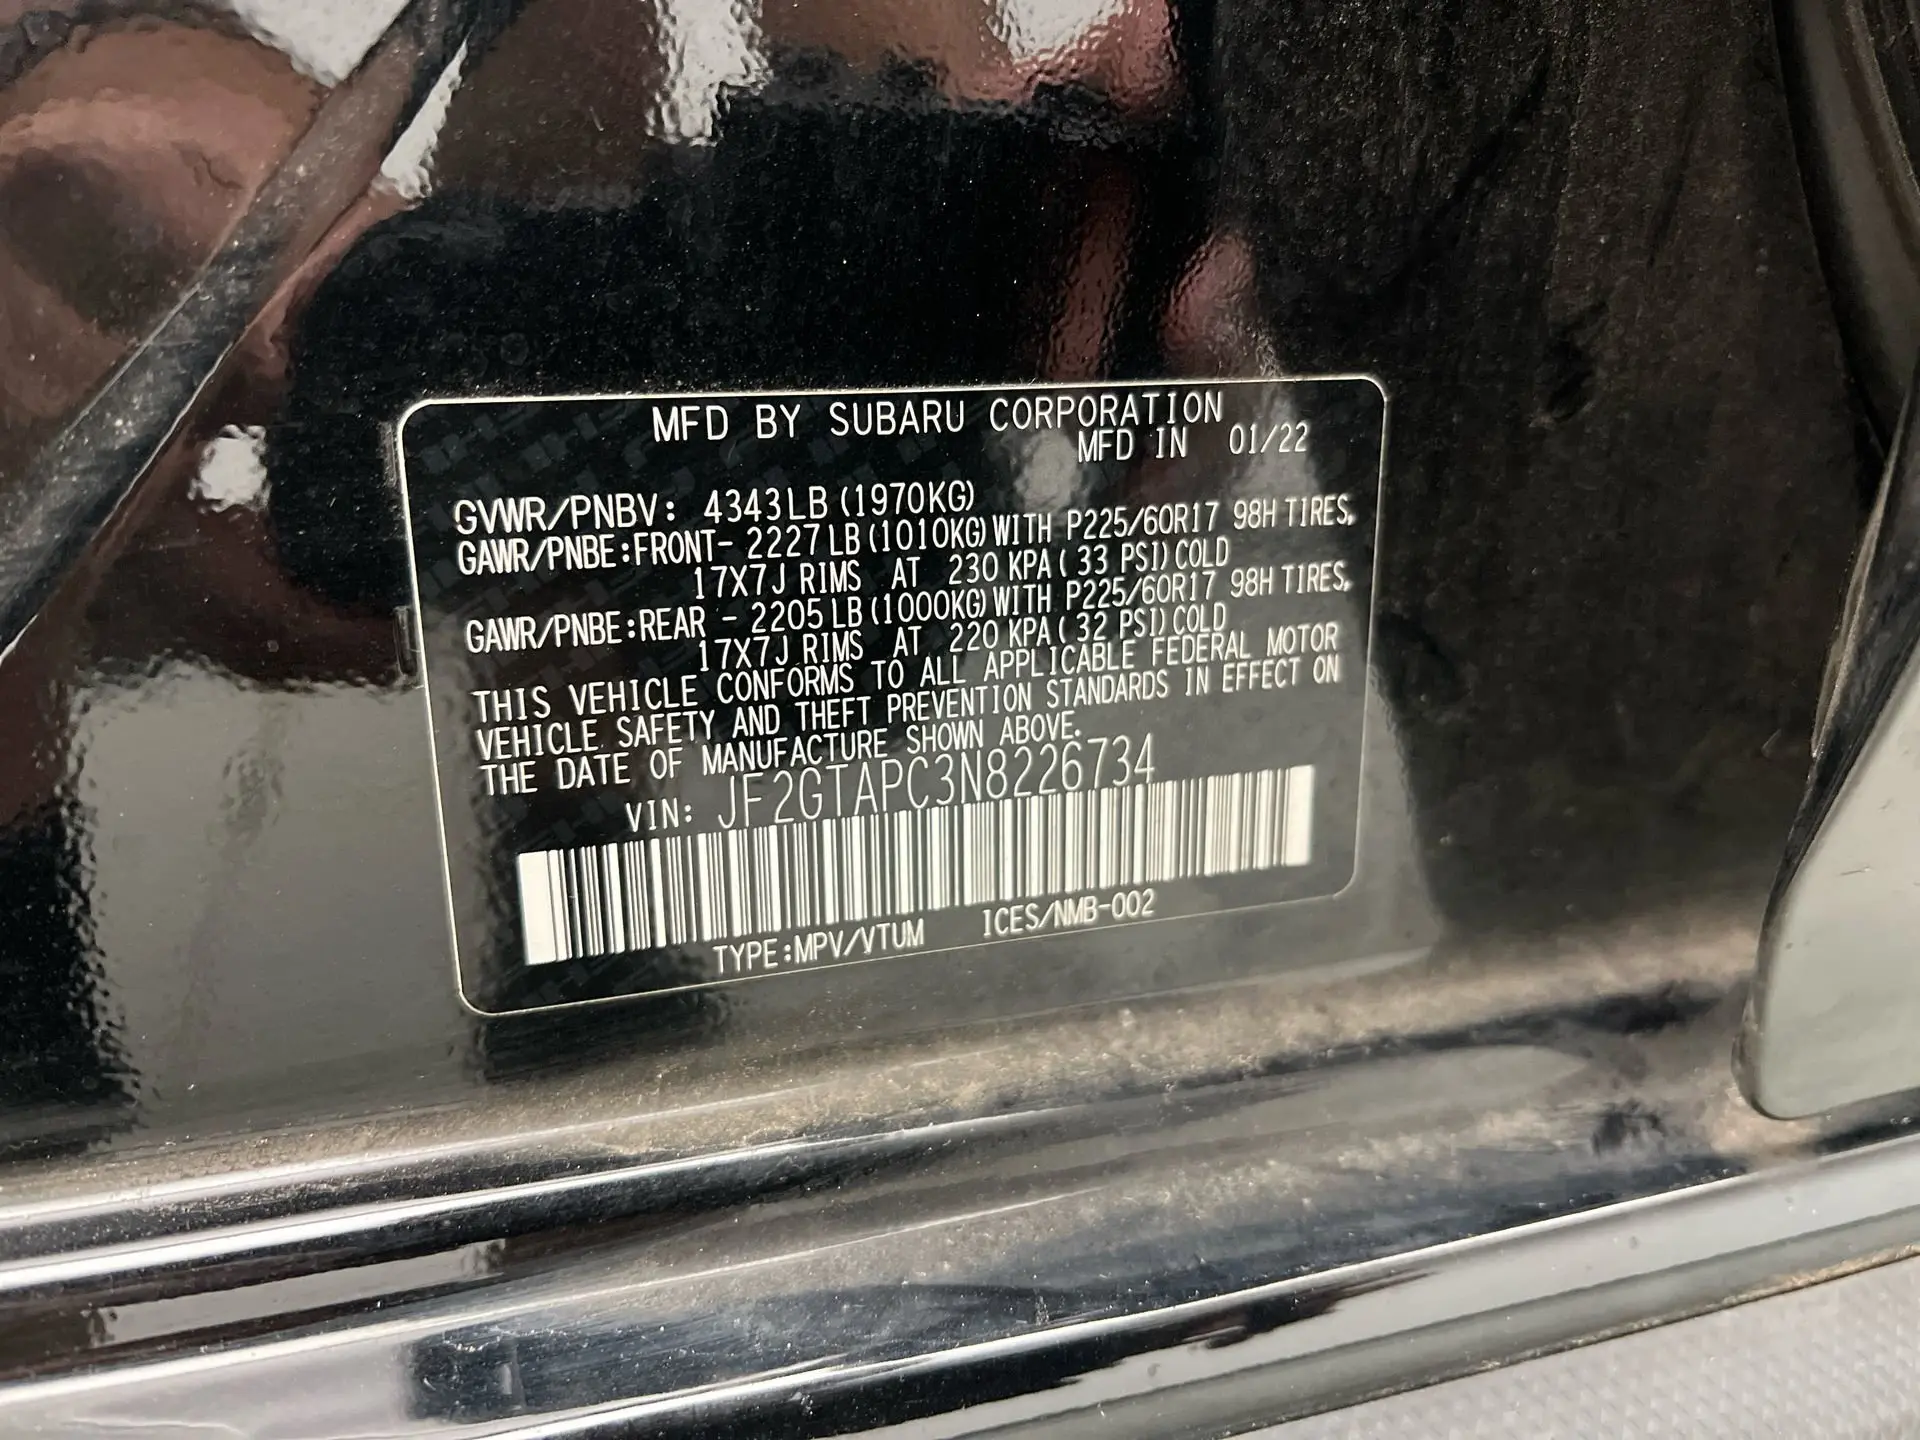 MFD BY SUBARU CORPORATION
MFD IN 01/22
GVWR/PNBV: 4343LB (1970KG)
GAWR/PNBE:FRONT- 2227LB (1010KG) WITH P225/60R17 98H TIRES,
17X7J RIMS AT 230 KPA ( 33 PSI) COLD
GAWR/PNBE:REAR - 2205LB (1000KG) WITH P225/60R17 98H TIRES,
17X7J RIMS AT 220 KPA ( 32 PSI) COLD
THIS VEHICLE CONFORMS TO ALL APPLICABLE FEDERAL MOTOR
VEHICLE SAFETY AND THEFT PREVENTION STANDARDS IN EFFECT ON
THE DATE OF MANUFACTURE SHOWN ABOVE.
VIN: JF2GTAPC3N8226734
TYPE:MPV/VTUM ICES/NMB-002